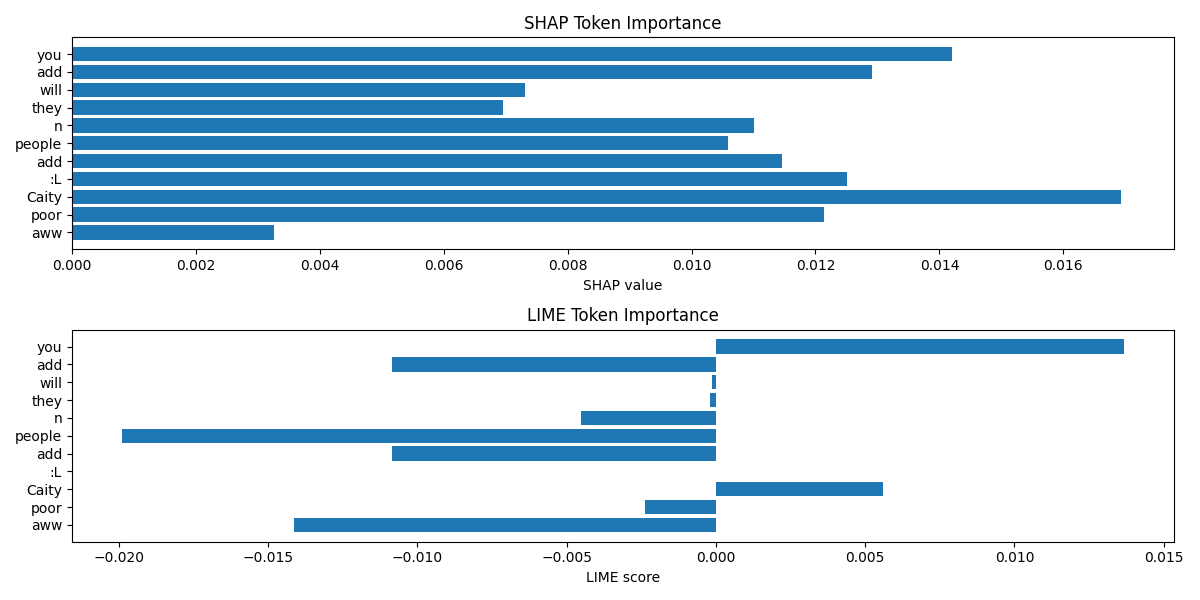 SHAP Token Importance
you
add
will
they
n
people
add
:L
Caity
poor
aww
0.000 0.002 0.004 0.006 0.008 0.010 0.012 0.014 0.016
SHAP value
LIME Token Importance
you
add
will
they
n
people
add
:L
Caity
poor
aww
−0.020 −0.015 −0.010 −0.005 0.000 0.005 0.010 0.015
LIME score